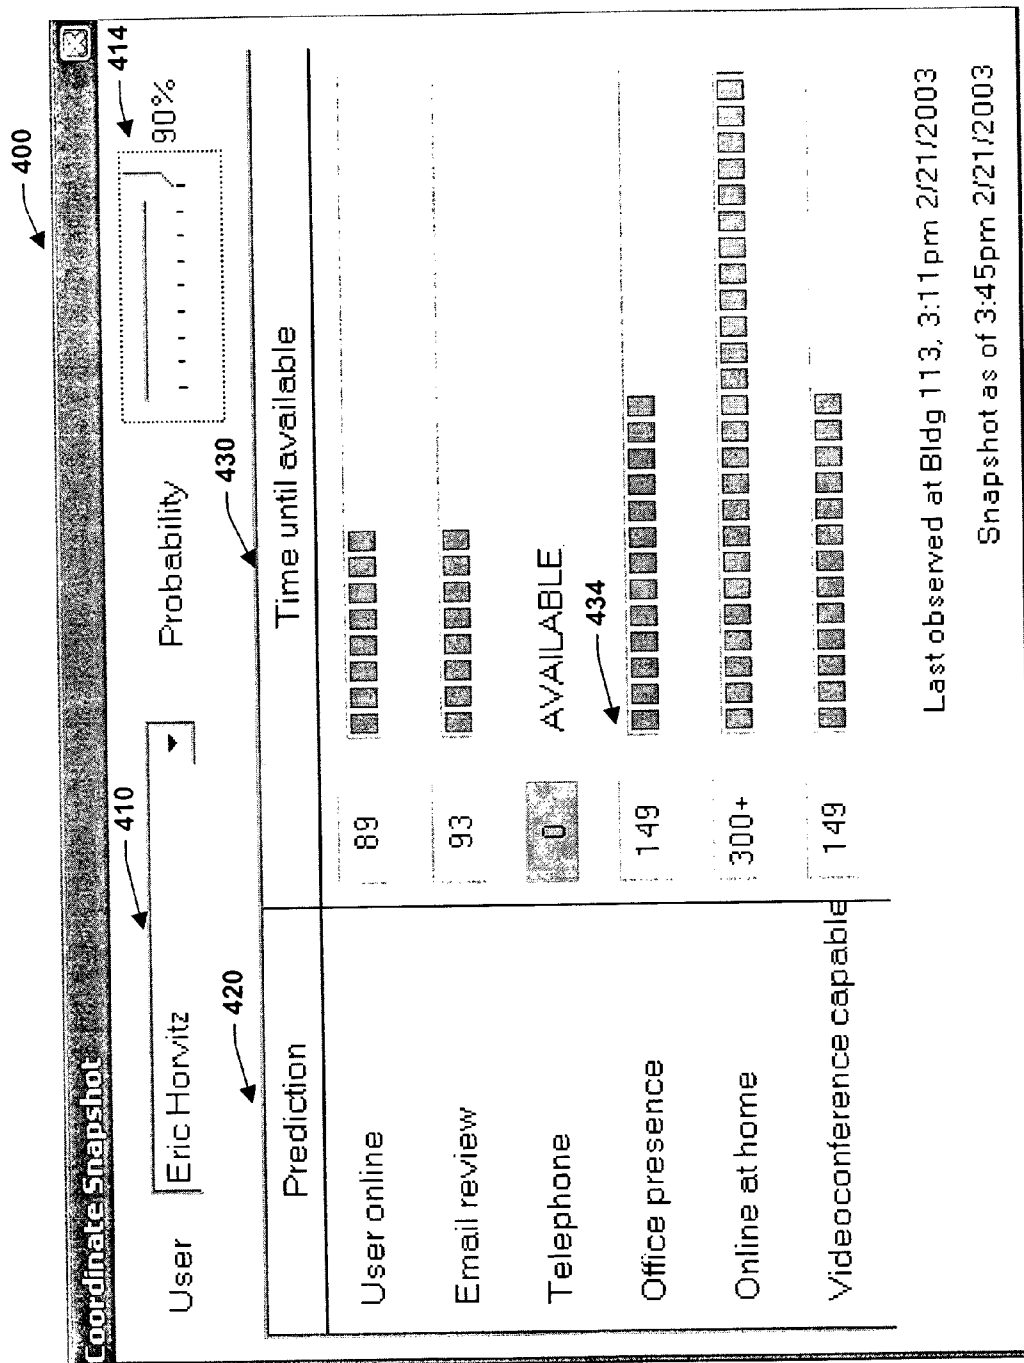 400
Coordinate Snapshot
410
414
User Eric Horvitz Probability 90%
420
430
Prediction Time until available
User online 89
Email review 93
Telephone 0 AVAILABLE
434
Office presence 149
Online at home 300+
Videoconference capable 149
Last observed at Bldg 113, 3:11pm 2/21/2003
Snapshot as of 3:45pm 2/21/2003